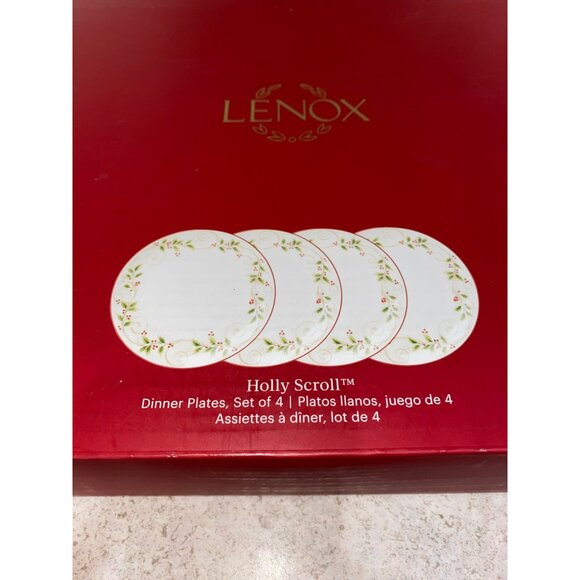 LENOX
Holly Scroll™
Dinner Plates, Set of 4 | Platos llanos, juego de 4
Assiettes à dîner, lot de 4